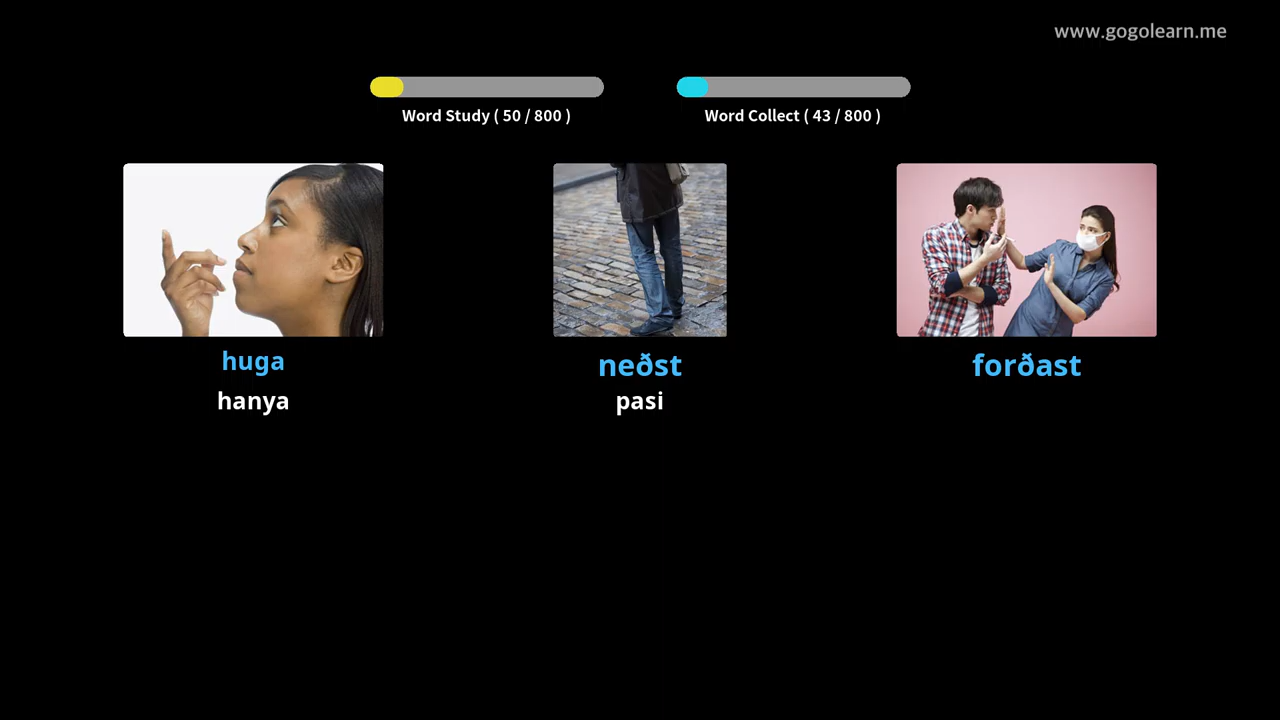 www.gogolearn.me
Word Study ( 50 / 800 )
Word Collect ( 43 / 800 )
huga
neðst
forðast
hanya
pasi